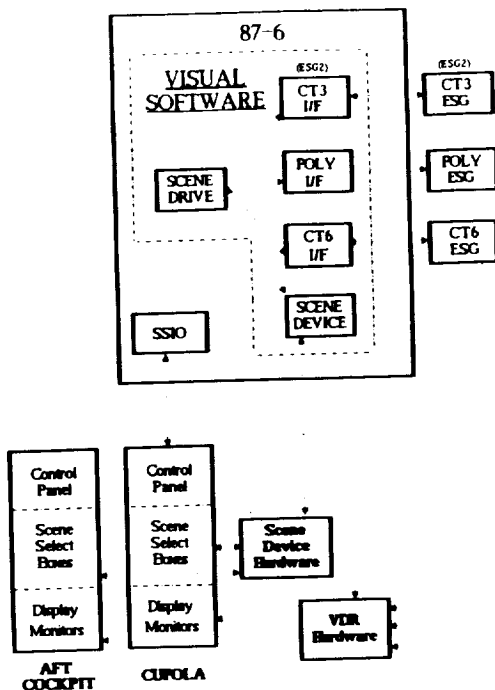 87-6
VISUAL
SOFTWARE
(ESG2)
CT3
I/F
(ESG2)
CT3
ESG
SCENE
DRIVE
POLY
I/F
POLY
ESG
CT6
I/F
CT6
ESG
SSIO
SCENE
DEVICE
Control
Panel
Scene
Select
Boxes
Display
Monitors
AFT
COCKPIT
Control
Panel
Scene
Select
Boxes
Display
Monitors
CUPOLA
Scene
Device
Hardware
VDR
Hardware